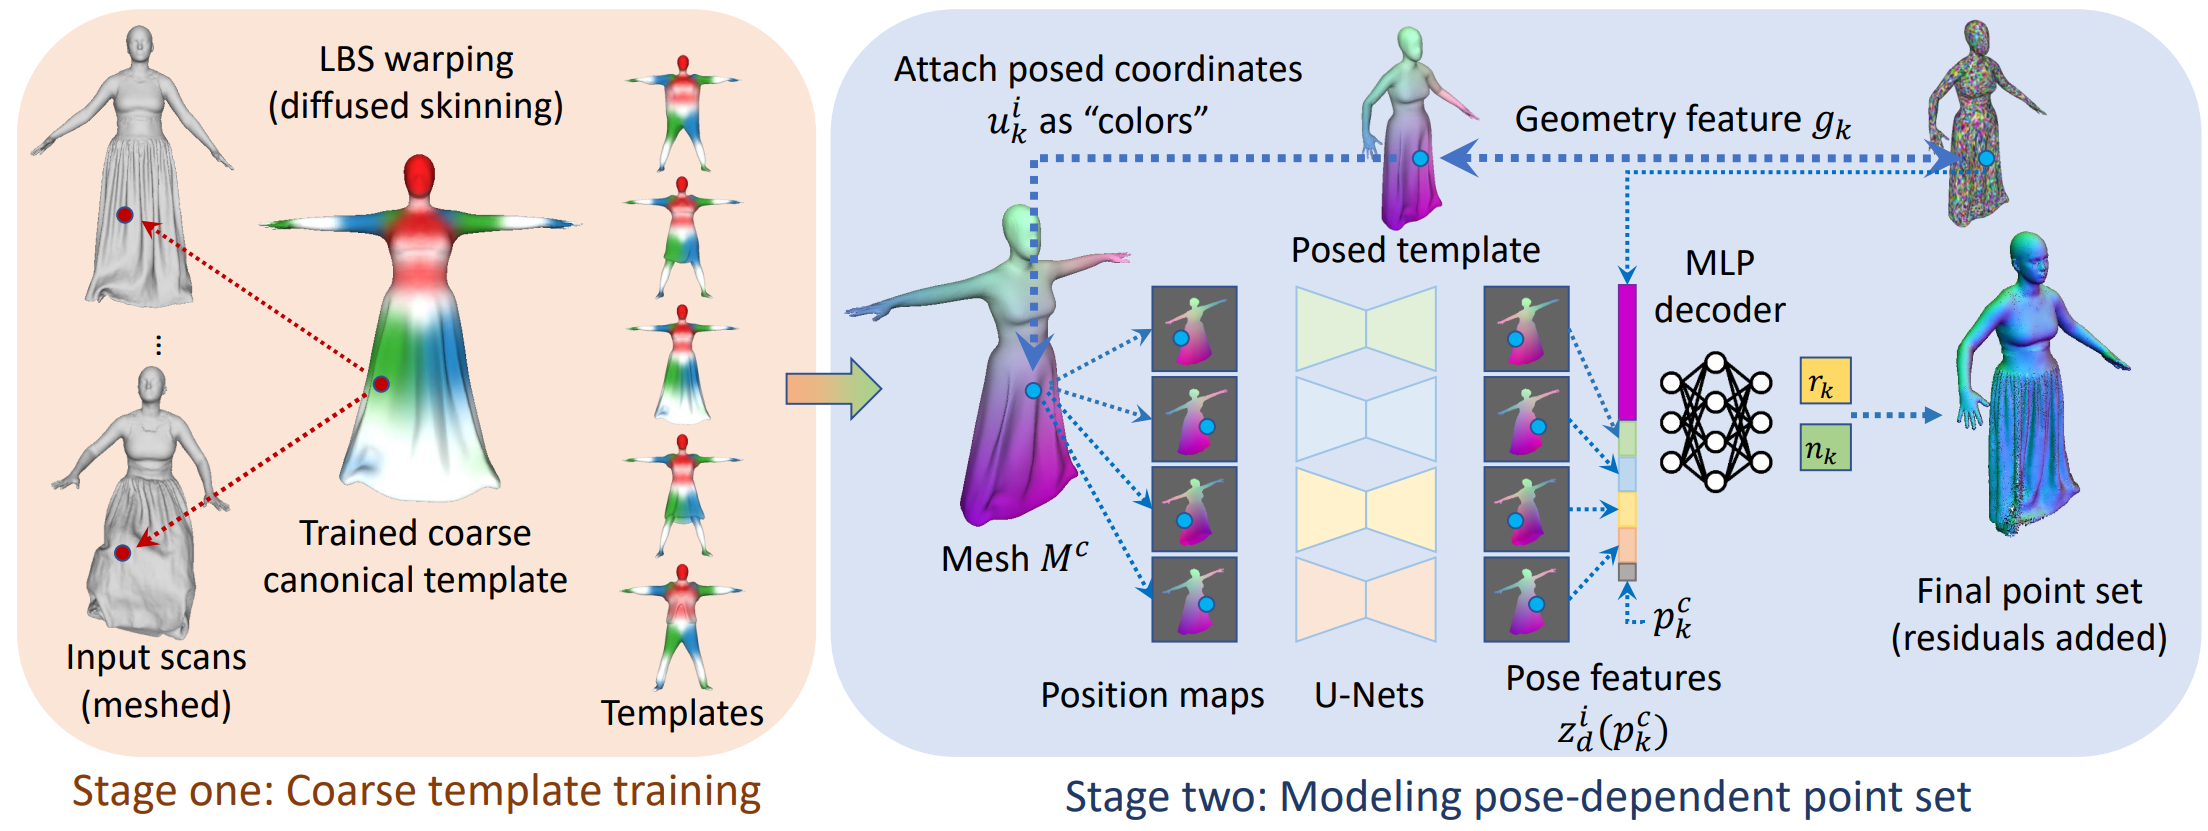 LBS warping
(diffused skinning)
...
Trained coarse
canonical template
Input scans
(meshed)
Templates
Stage one: Coarse template training
Attach posed coordinates
u_k^i as “colors”
Geometry feature g_k
Posed template
MLP
decoder
r_k
n_k
Mesh M^c
p_k^c
Position maps
U-Nets
Pose features
z_d^i(p_k^c)
Final point set
(residuals added)
Stage two: Modeling pose-dependent point set